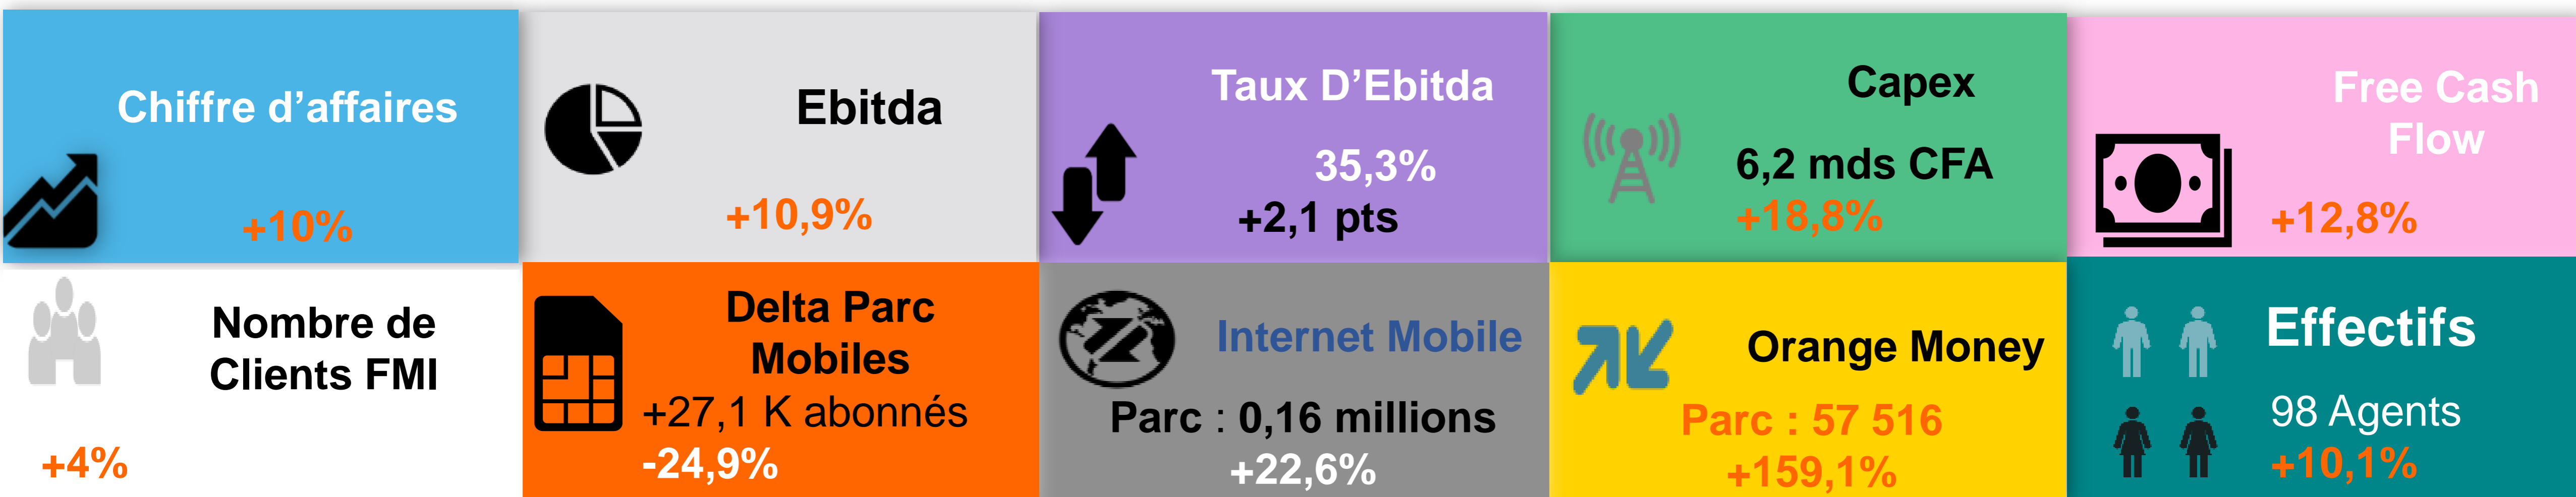 Chiffre d’affaires
+10%
Ebitda
+10,9%
Taux D’Ebitda
35,3%
+2,1 pts
Capex
6,2 mds CFA
+18,8%
Free Cash
Flow
+12,8%
Nombre de
Clients FMI
+4%
Delta Parc
Mobiles
+27,1 K abonnés
-24,9%
Internet Mobile
Parc : 0,16 millions
+22,6%
Orange Money
Parc : 57 516
+159,1%
Effectifs
98 Agents
+10,1%